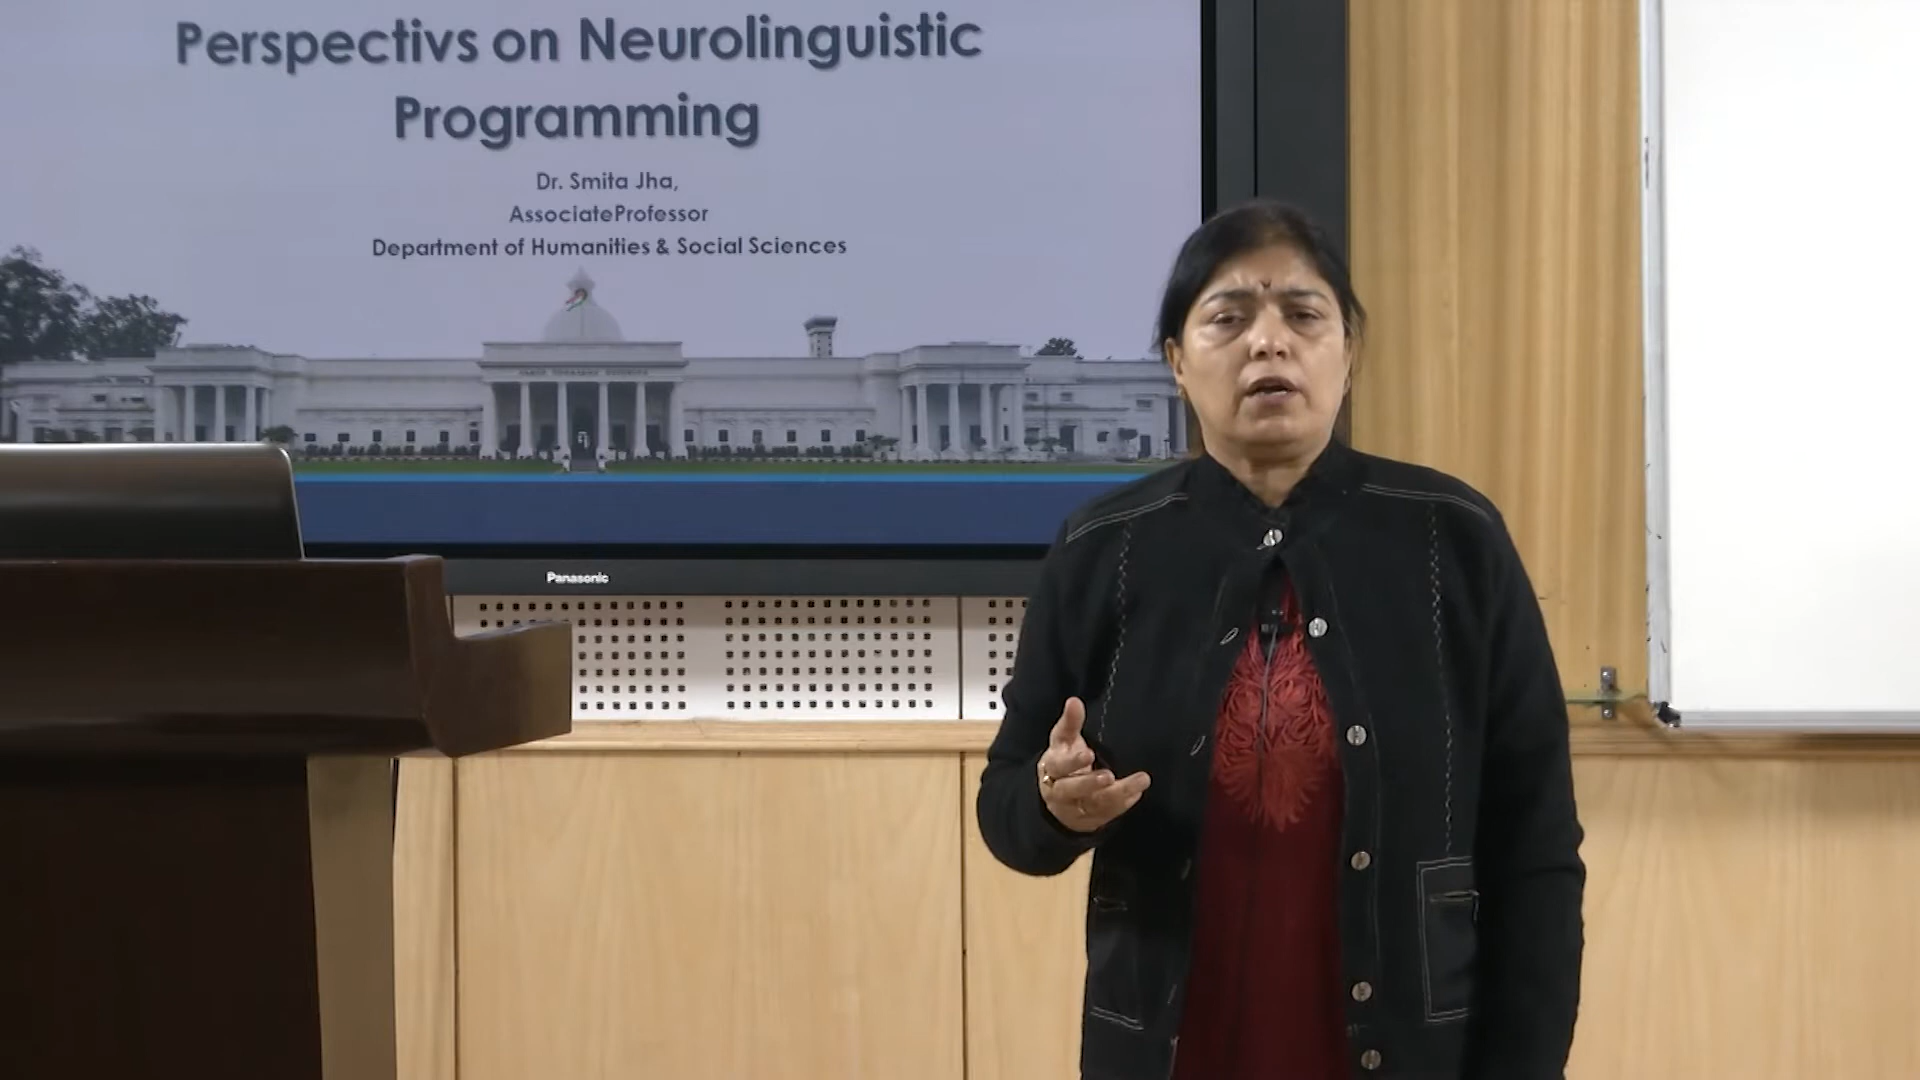 Perspectivs on Neurolinguistic
Programming
Dr. Smita Jha,
AssociateProfessor
Department of Humanities & Social Sciences
Panasonic